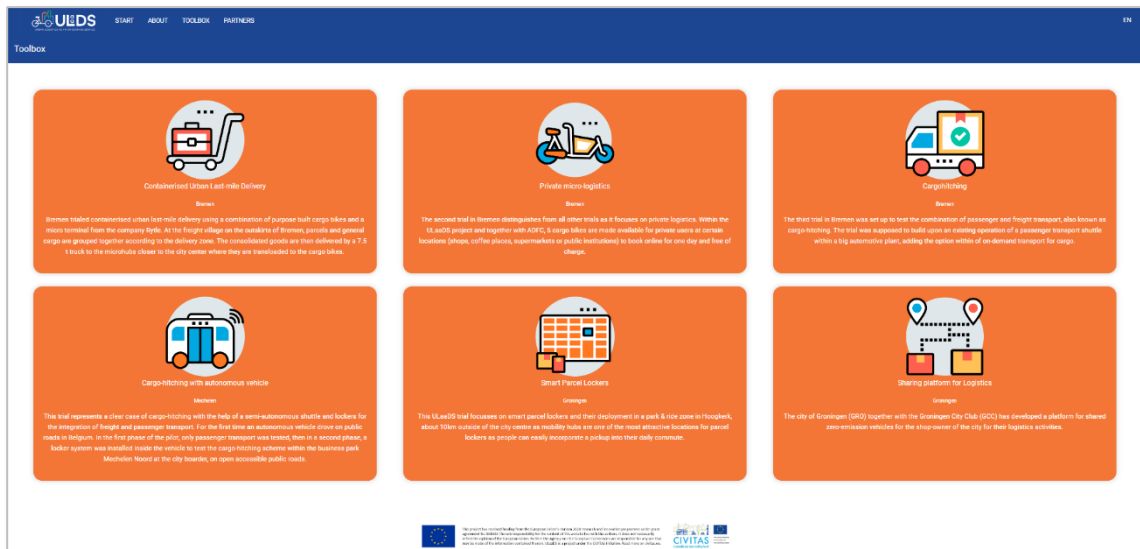 ULaDS START ABOUT TOOLBOX PARTNERS EN
Toolbox
Containerised Urban Last-mile Delivery
Bremen
Bremen trialed containerised urban last-mile delivery using a combination of purpose built cargo bikes and a
micro terminal from the company Rytle. At the freight village on the outskirts of Bremen, parcels and general
cargo are grouped together according to the delivery zone. The consolidated goods are then delivered by a 7.5
t truck to the microhubs closer to the city center where they are transloaded to the cargo bikes.
Private micro-logistics
Bremen
The second trial in Bremen distinguishes from all other trials as it focuses on private logistics. Within the
ULaaDS project and together with ADFC, 5 cargo bikes are made available for private users at certain
locations (shops, coffee places, supermarkets or public institutions) to book online for one day and free of
charge.
Cargohitching
Bremen
The third trial in Bremen was set up to test the combination of passenger and freight transport, also known as
cargo-hitching. The trial was supposed to build upon an existing operation of a passenger transport shuttle
within a big automotive plant, adding the option within of on-demand transport for cargo.
Cargo-hitching with autonomous vehicle
Mechelen
This trial represents a clear case of cargo-hitching with the help of a semi-autonomous shuttle and lockers for
the integration of freight and passenger transport. For the first time an autonomous vehicle drove on public
roads in Belgium. In the first phase of the pilot, only passenger transport was tested, then in a second phase, a
locker system was installed inside the vehicle to test the cargo-hitching scheme within the business park
Mechelen Noord at the city boarder, on open accessible public roads.
Smart Parcel Lockers
Groningen
This ULaaDS trial focusses on smart parcel lockers and their deployment in a park & ride zone in Hoogkerk,
about 10km outside of the city centre as mobility hubs are one of the most attractive locations for parcel
lockers as people can easily incorporate a pickup into their daily commute.
Sharing platform for Logistics
Groningen
The city of Groningen (GRO) together with the Groningen City Club (GCC) has developed a platform for shared
zero-emission vehicles for the shop-owner of the city for their logistics activities.
CIVITAS